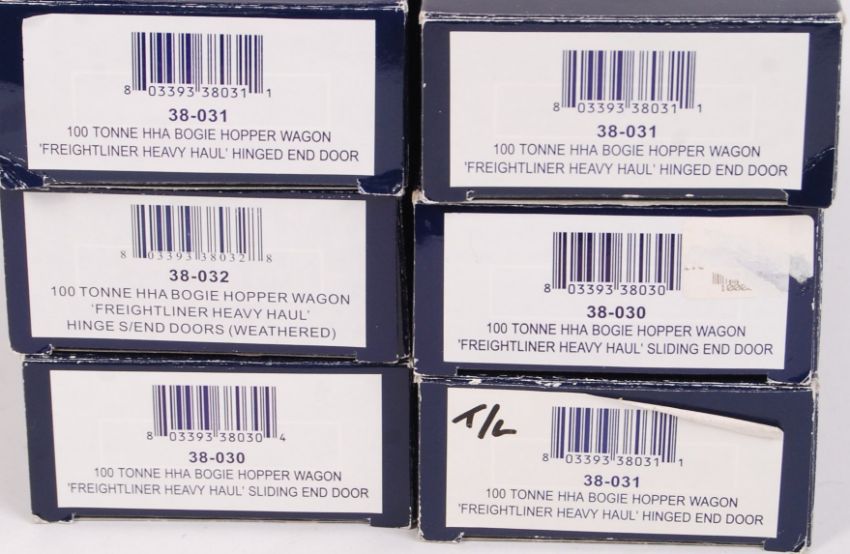 8 03393 38031 1
38-031
100 TONNE HHA BOGIE HOPPER WAGON
'FREIGHTLINER HEAVY HAUL' HINGED END DOOR
8 03393 38031 1
38-031
100 TONNE HHA BOGIE HOPPER WAGON
'FREIGHTLINER HEAVY HAUL' HINGED END DOOR
8 03393 38032 8
38-032
100 TONNE HHA BOGIE HOPPER WAGON
'FREIGHTLINER HEAVY HAUL'
HINGE S/END DOORS (WEATHERED)
8 03393 38030
38-030
100 TONNE HHA BOGIE HOPPER WAGON
'FREIGHTLINER HEAVY HAUL' SLIDING END DOOR
8 03393 38030 4
38-030
100 TONNE HHA BOGIE HOPPER WAGON
'FREIGHTLINER HEAVY HAUL' SLIDING END DOOR
T/L
8 03393 38031 1
38-031
100 TONNE HHA BOGIE HOPPER WAGON
'FREIGHTLINER HEAVY HAUL' HINGED END DOOR